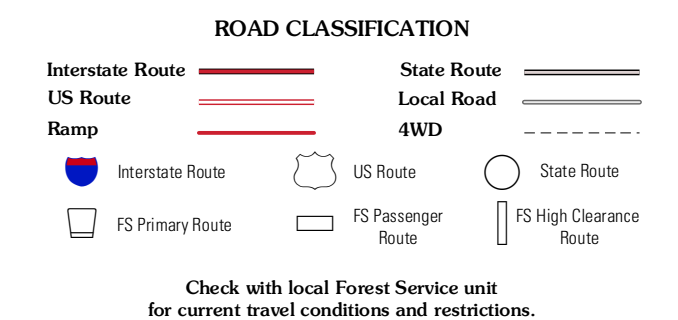 ROAD CLASSIFICATION
Interstate Route
State Route
US Route
Local Road
Ramp
4WD
Interstate Route
US Route
State Route
FS Primary Route
FS Passenger
Route
FS High Clearance
Route
Check with local Forest Service unit
for current travel conditions and restrictions.